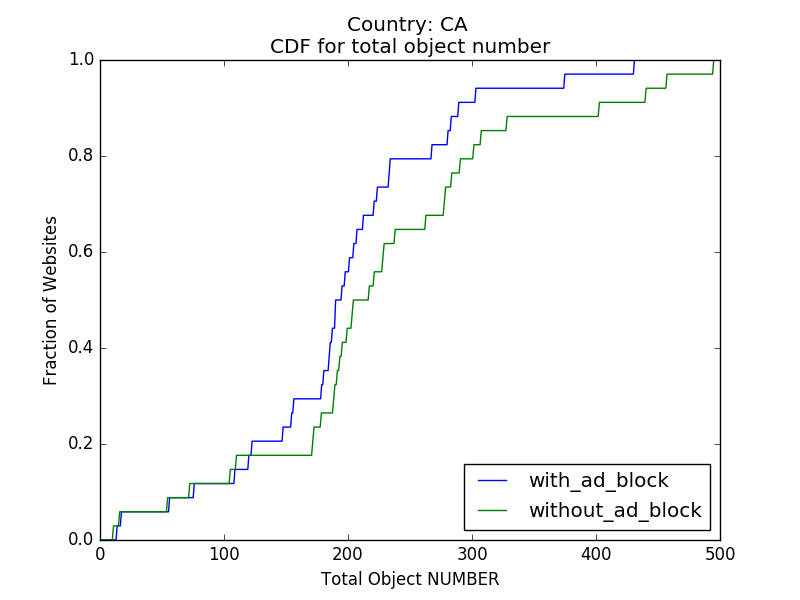 Country: CA
CDF for total object number
1.0
0.8
0.6
0.4
0.2
0.0
Fraction of Websites
with_ad_block
without_ad_block
0 100 200 300 400 500
Total Object NUMBER